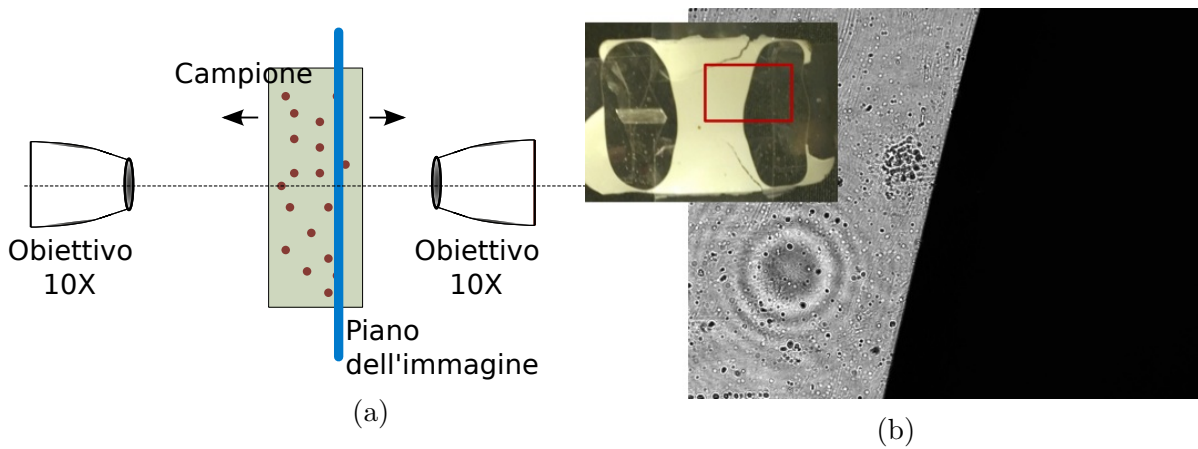 Campione
Obiettivo
10X
Obiettivo
10X
Piano
dell'immagine
(a)
(b)